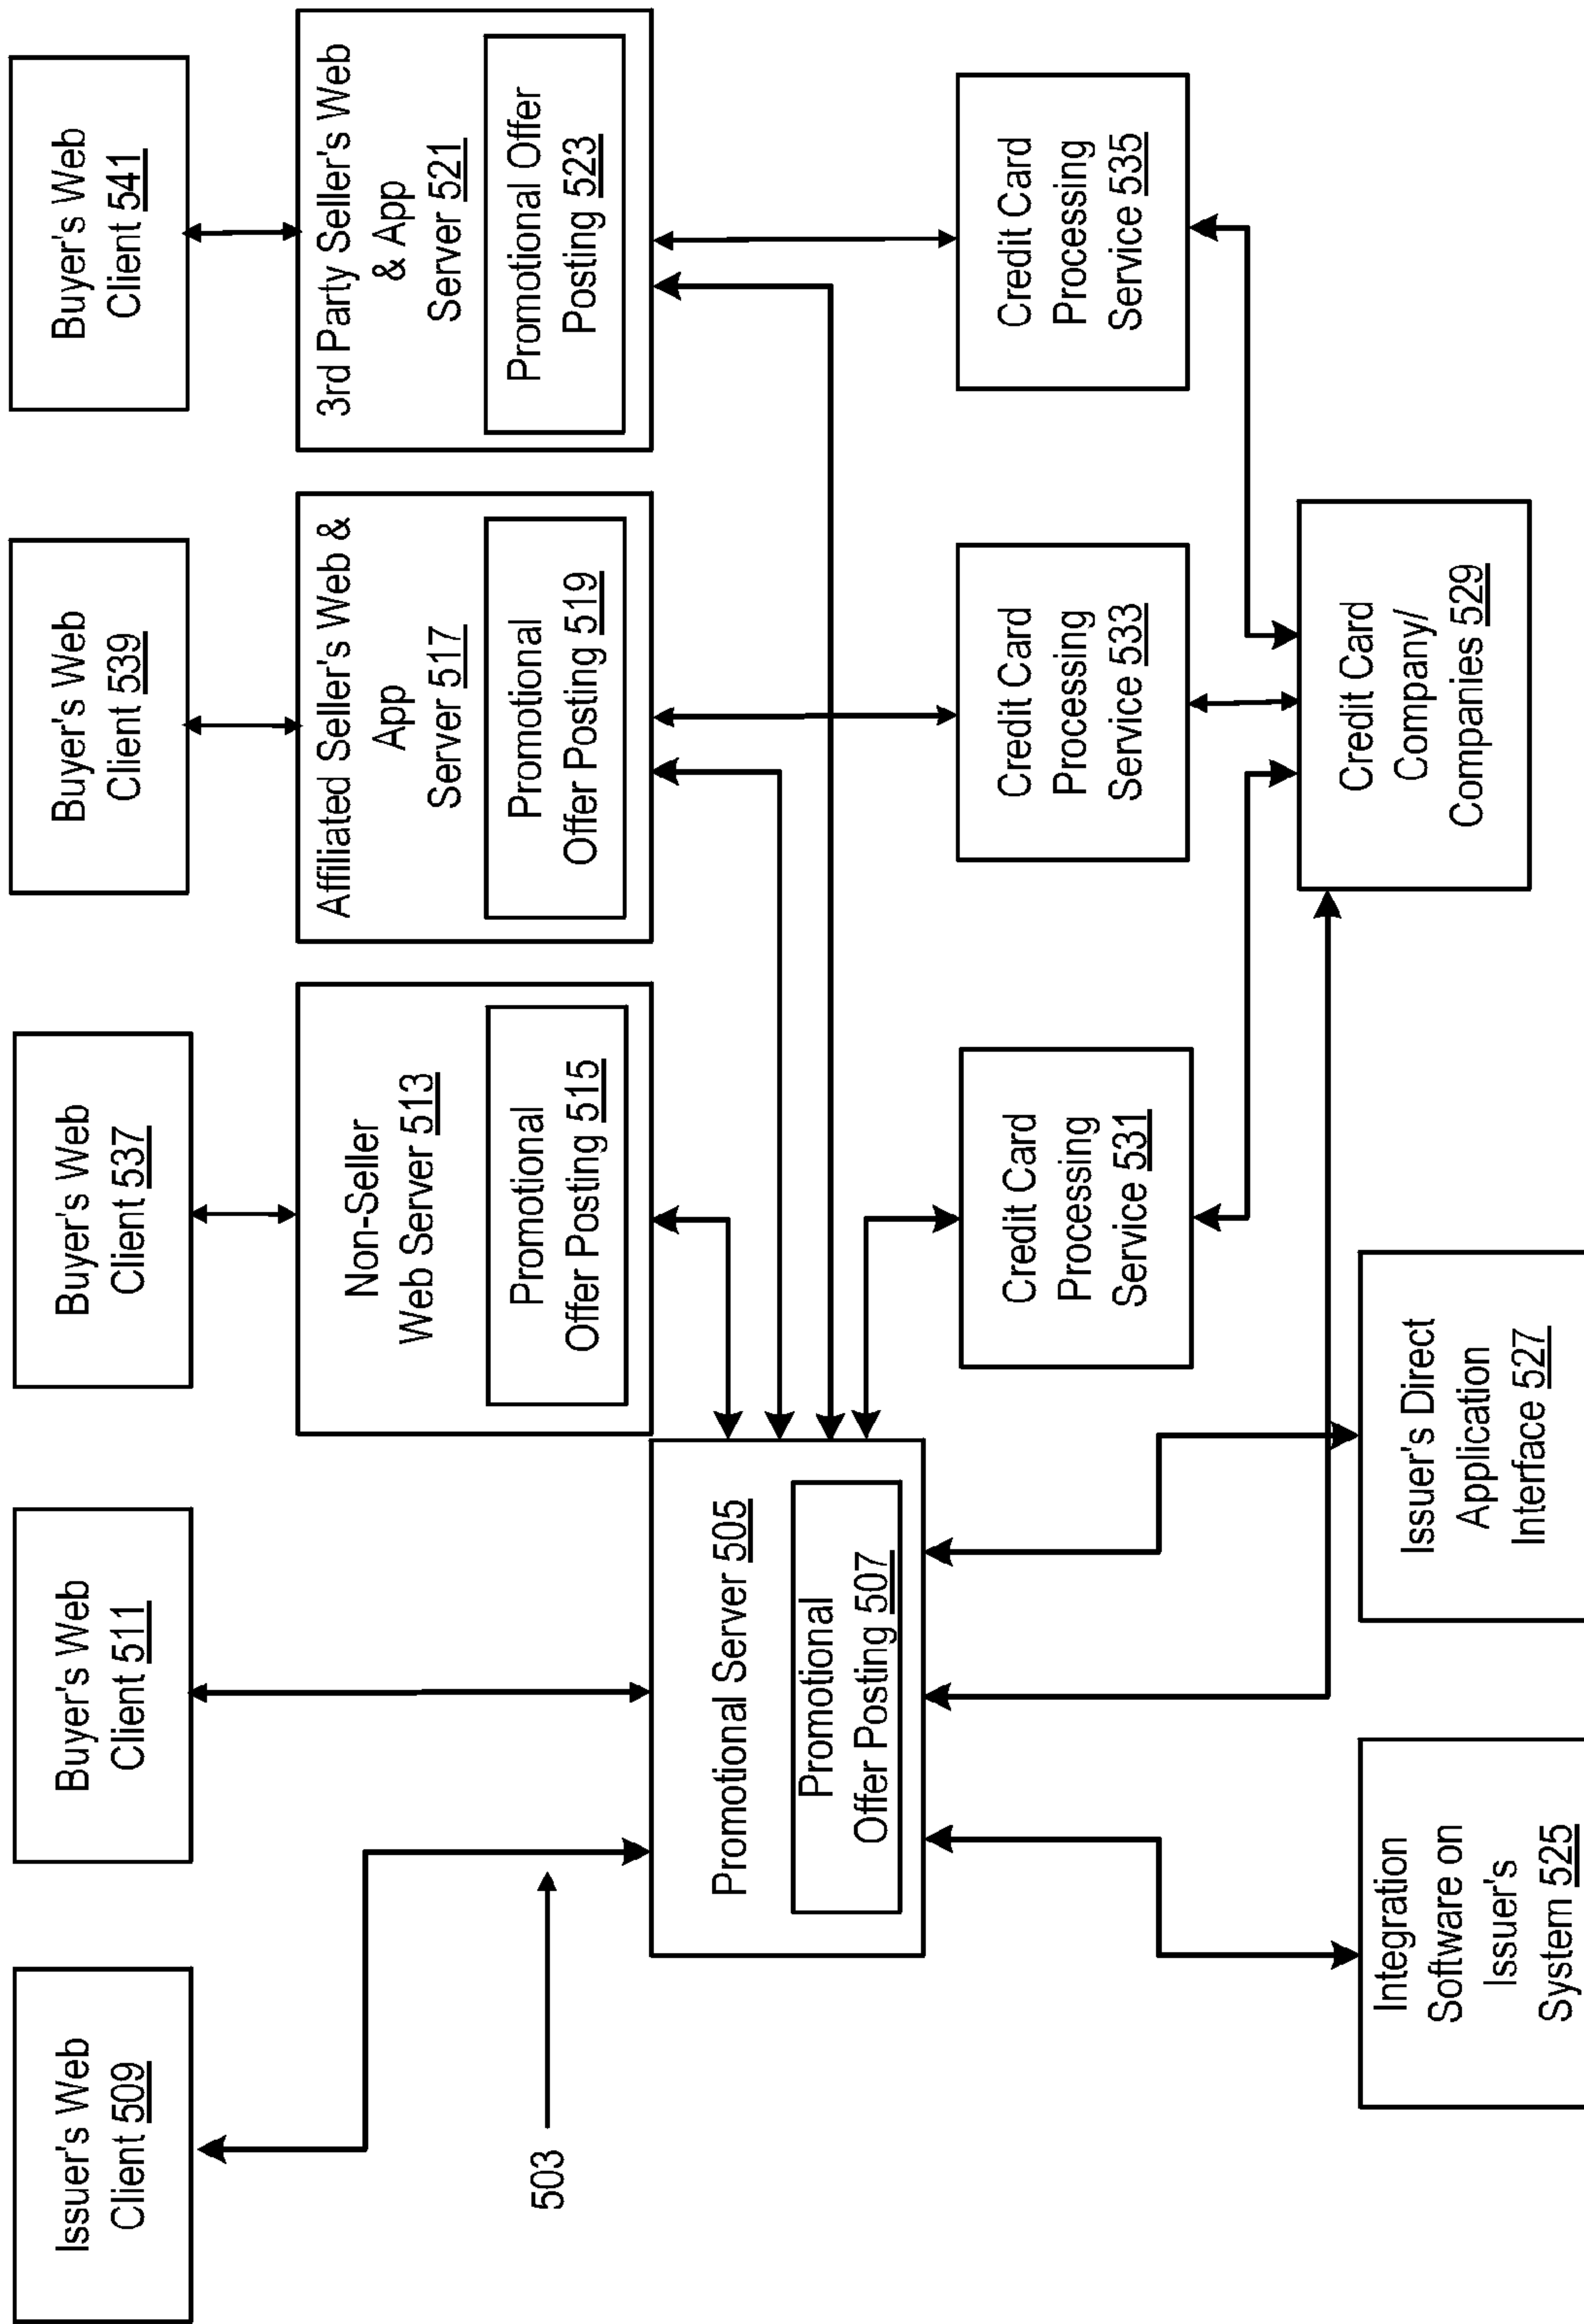 Issuer's Web
Client 509
Buyer's Web
Client 511
Buyer's Web
Client 537
Buyer's Web
Client 539
Buyer's Web
Client 541
503
Non-Seller
Web Server 513
Promotional
Offer Posting 515
Affiliated Seller's Web &
App
Server 517
Promotional
Offer Posting 519
3rd Party Seller's Web
& App
Server 521
Promotional Offer
Posting 523
Promotional Server 505
Promotional
Offer Posting 507
Credit Card
Processing
Service 531
Credit Card
Processing
Service 533
Credit Card
Processing
Service 535
Integration
Software on
Issuer's
System 525
Issuer's Direct
Application
Interface 527
Credit Card
Company/
Companies 529